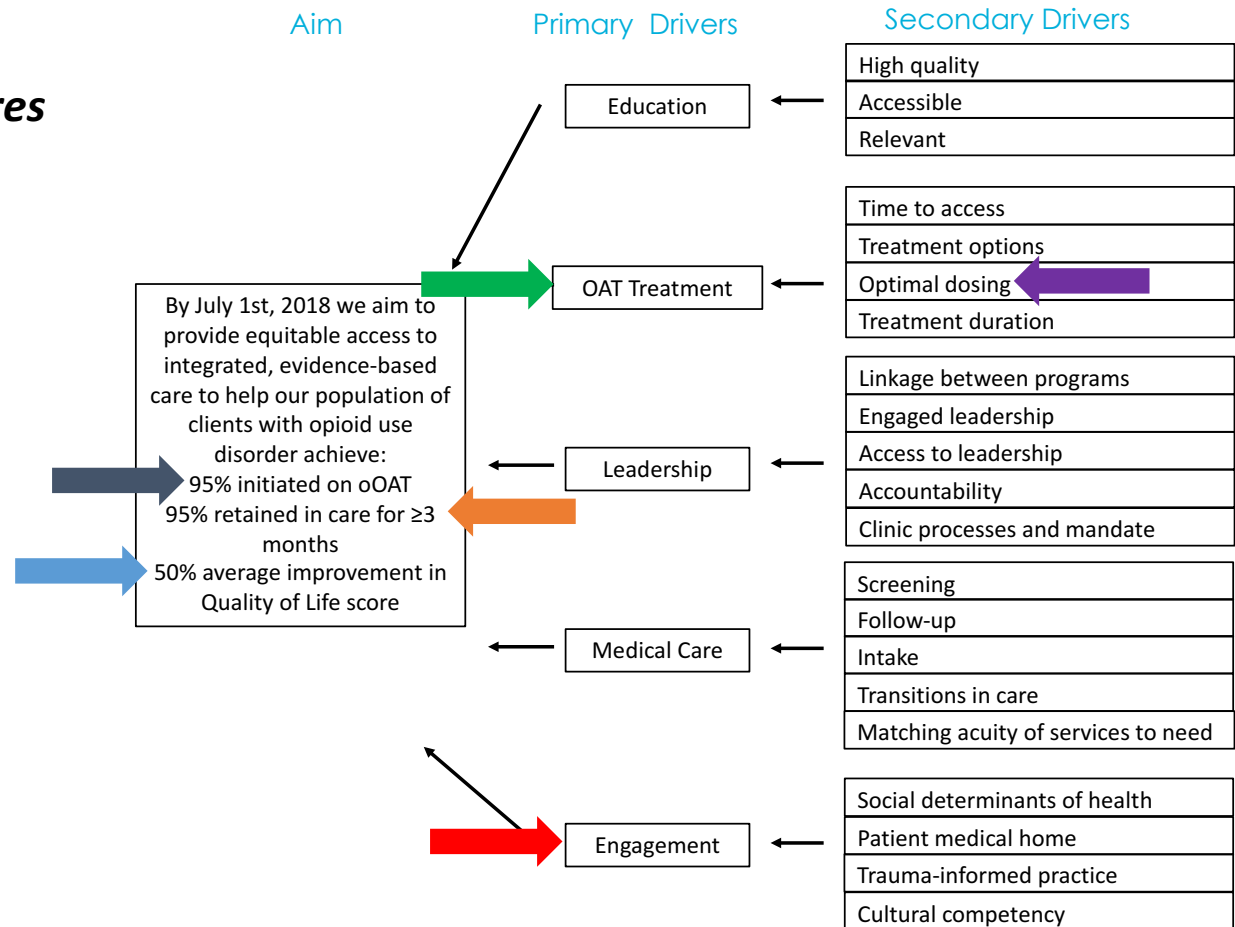 Aim
Primary Drivers
Secondary Drivers
res
Education
High quality
Accessible
Relevant
OAT Treatment
Time to access
Treatment options
Optimal dosing
Treatment duration
By July 1st, 2018 we aim to
provide equitable access to
integrated, evidence-based
care to help our population of
clients with opioid use
disorder achieve:
95% initiated on oOAT
95% retained in care for ≥3
months
50% average improvement in
Quality of Life score
Leadership
Linkage between programs
Engaged leadership
Access to leadership
Accountability
Clinic processes and mandate
Medical Care
Screening
Follow-up
Intake
Transitions in care
Matching acuity of services to need
Engagement
Social determinants of health
Patient medical home
Trauma-informed practice
Cultural competency